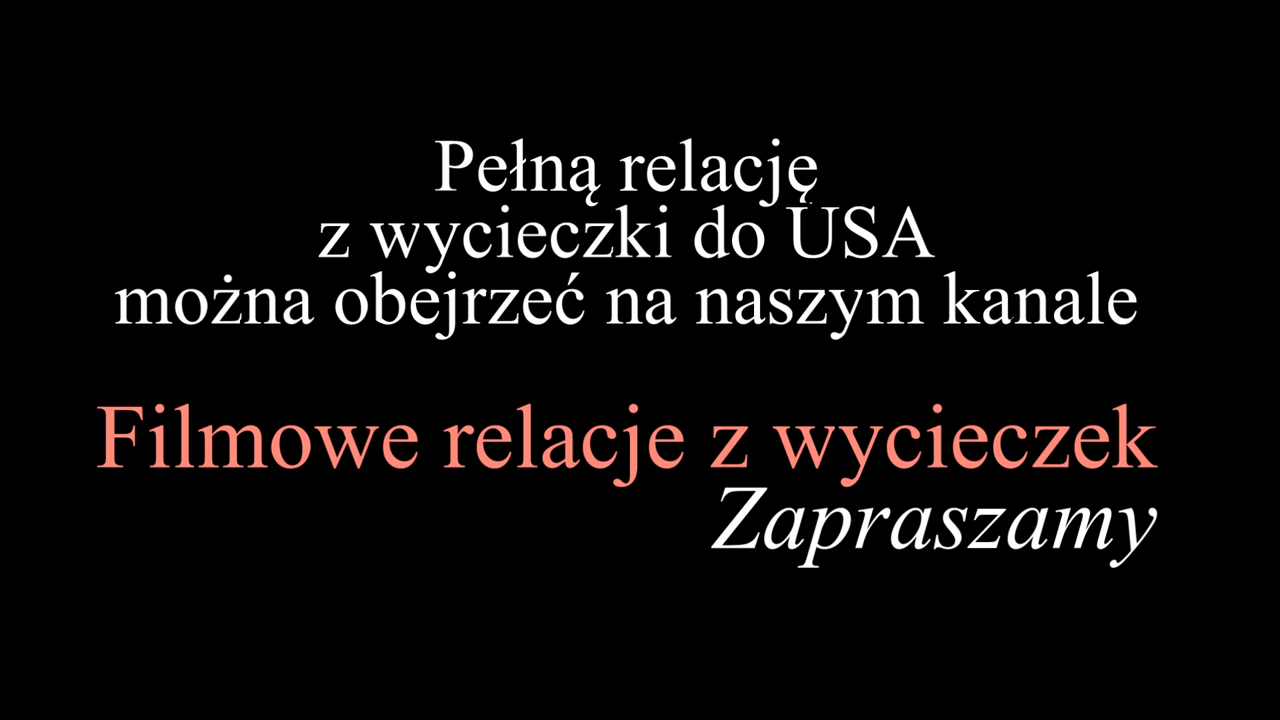 Pełną relację
z wycieczki do USA
można obejrzeć na naszym kanale
Filmowe relacje z wycieczek
Zapraszamy